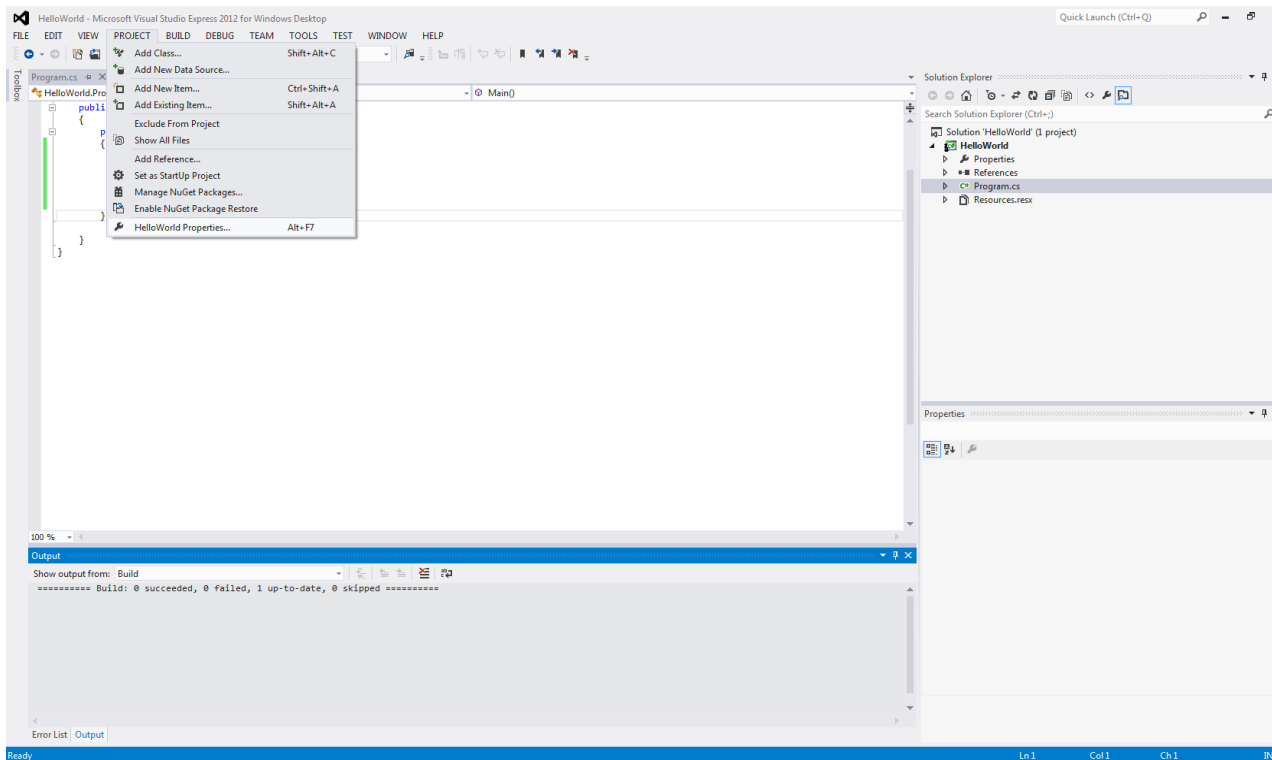 HelloWorld - Microsoft Visual Studio Express 2012 for Windows Desktop
Quick Launch (Ctrl+Q)
FILE EDIT VIEW PROJECT BUILD DEBUG TEAM TOOLS TEST WINDOW HELP
Add Class... Shift+Alt+C
Add New Data Source...
Add New Item... Ctrl+Shift+A
Add Existing Item... Shift+Alt+A
Exclude From Project
Show All Files
Add Reference...
Set as StartUp Project
Manage NuGet Packages...
Enable NuGet Package Restore
HelloWorld Properties... Alt+F7
Toolbox
Program.cs
HelloWorld.Pro
Main()
publi
{
p
{
}
}
}
100 %
Solution Explorer
Search Solution Explorer (Ctrl+;)
Solution 'HelloWorld' (1 project)
HelloWorld
Properties
References
Program.cs
Resources.resx
Properties
Output
Show output from: Build
========== Build: 0 succeeded, 0 failed, 1 up-to-date, 0 skipped ==========
Error List Output
Ready Ln 1 Col 1 Ch 1 IN